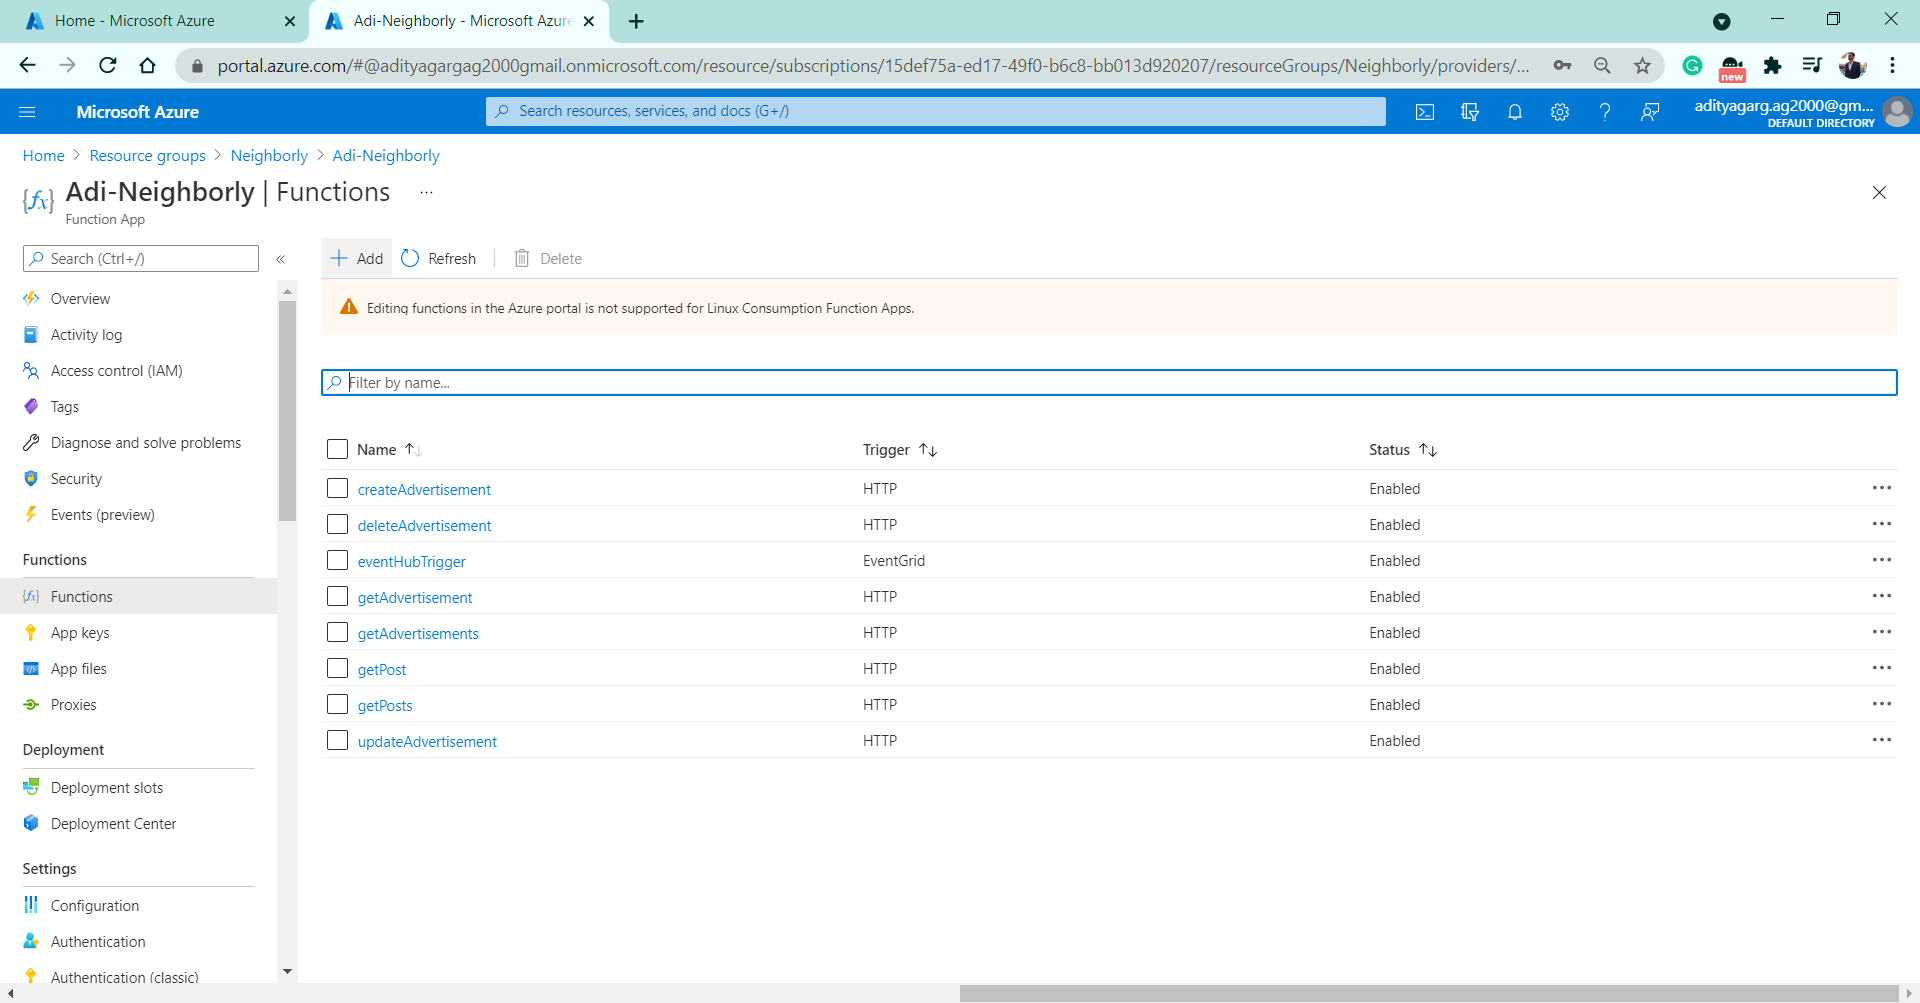 Home - Microsoft Azure
Adi-Neighborly - Microsoft Azure
portal.azure.com/#@adityagargag2000gmail.onmicrosoft.com/resource/subscriptions/15def75a-ed17-49f0-b6c8-bb013d920207/resourceGroups/Neighborly/providers/...
new
Microsoft Azure
Search resources, services, and docs (G+/)
adityagarg.ag2000@gm...
DEFAULT DIRECTORY
Home > Resource groups > Neighborly > Adi-Neighborly
{fx}
Adi-Neighborly | Functions ...
Function App
Search (Ctrl+/) «
Overview
Activity log
Access control (IAM)
Tags
Diagnose and solve problems
Security
Events (preview)
Functions
Functions
App keys
App files
Proxies
Deployment
Deployment slots
Deployment Center
Settings
Configuration
Authentication
Authentication (classic)
Add Refresh Delete
Editing functions in the Azure portal is not supported for Linux Consumption Function Apps.
Filter by name...
Name Trigger Status
createAdvertisement HTTP Enabled
deleteAdvertisement HTTP Enabled
eventHubTrigger EventGrid Enabled
getAdvertisement HTTP Enabled
getAdvertisements HTTP Enabled
getPost HTTP Enabled
getPosts HTTP Enabled
updateAdvertisement HTTP Enabled